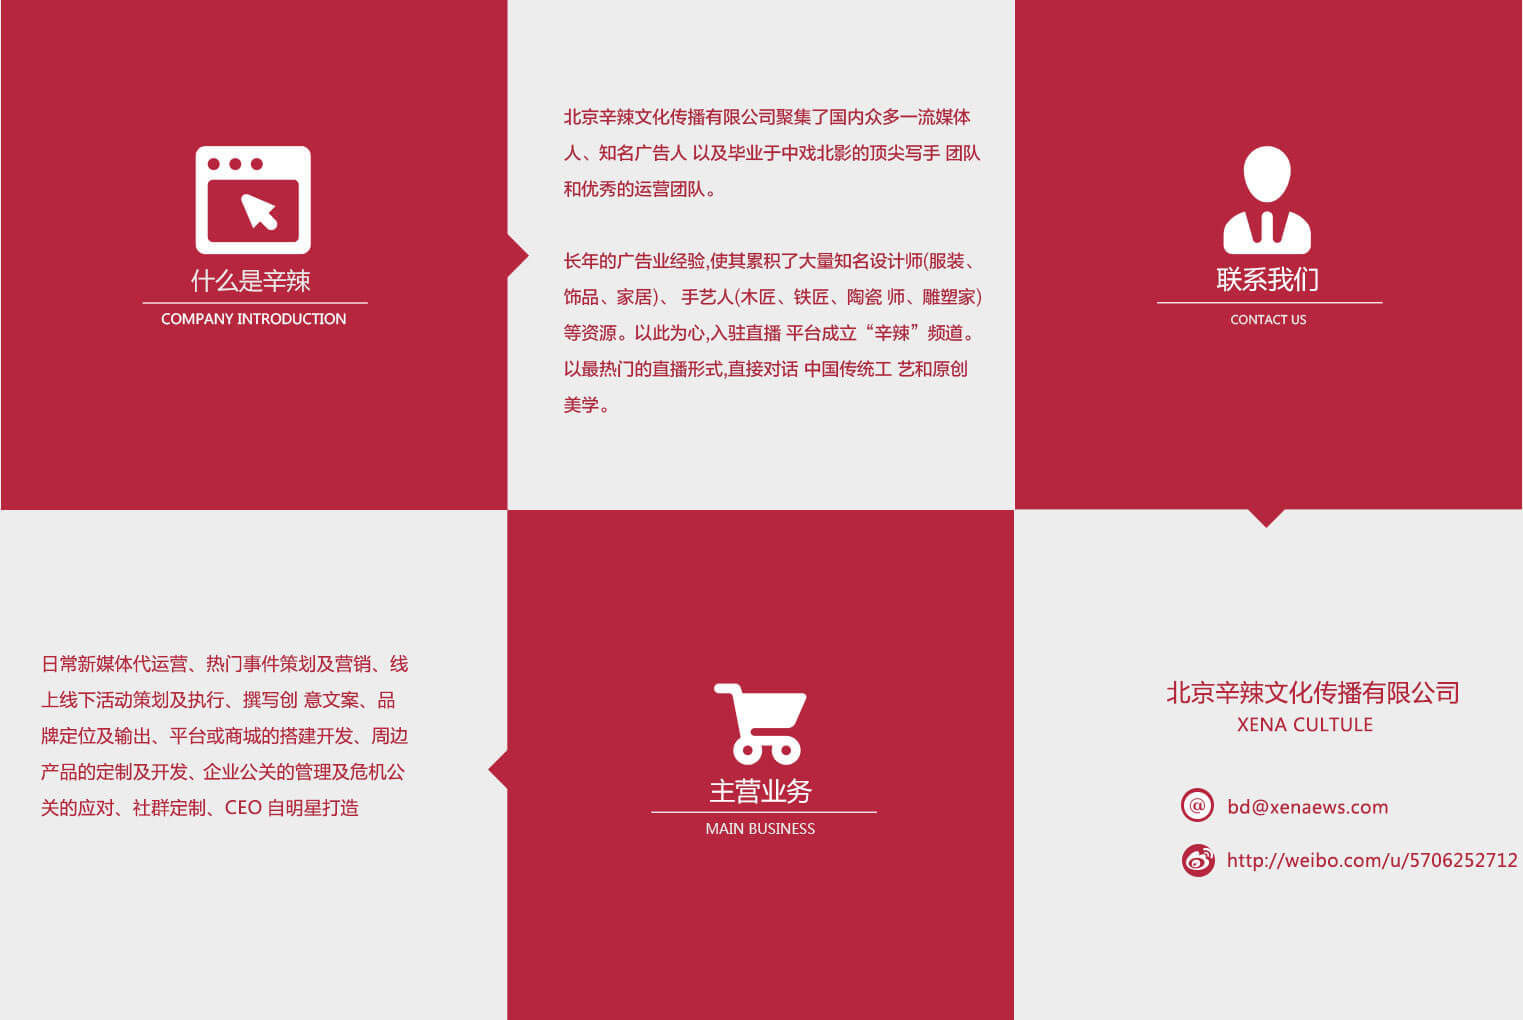 什么是辛辣
COMPANY INTRODUCTION
北京辛辣文化传播有限公司聚集了国内众多一流媒体
人、知名广告人 以及毕业于中戏北影的顶尖写手 团队
和优秀的运营团队。
长年的广告业经验,使其累积了大量知名设计师(服装、
饰品、家居)、 手艺人(木匠、铁匠、陶瓷 师、雕塑家)
等资源。以此为心,入驻直播 平台成立“辛辣”频道。
以最热门的直播形式,直接对话 中国传统工 艺和原创
美学。
联系我们
CONTACT US
日常新媒体代运营、热门事件策划及营销、线
上线下活动策划及执行、撰写创 意文案、品
牌定位及输出、平台或商城的搭建开发、周边
产品的定制及开发、企业公关的管理及危机公
关的应对、社群定制、CEO 自明星打造
主营业务
MAIN BUSINESS
北京辛辣文化传播有限公司
XENA CULTULE
@ bd@xenaews.com
http://weibo.com/u/5706252712